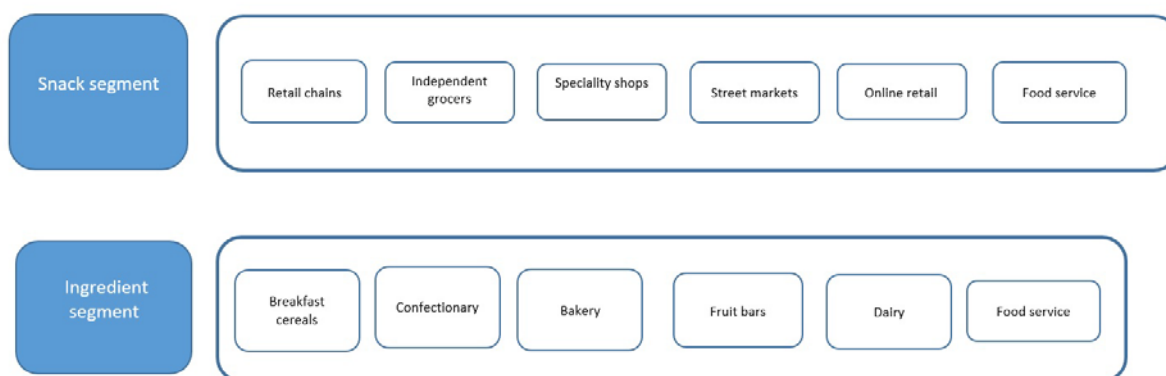 Snack segment
Retail chains
Independent
grocers
Speciality shops
Street markets
Online retail
Food service
Ingredient
segment
Breakfast
cereals
Confectionary
Bakery
Fruit bars
Dairy
Food service